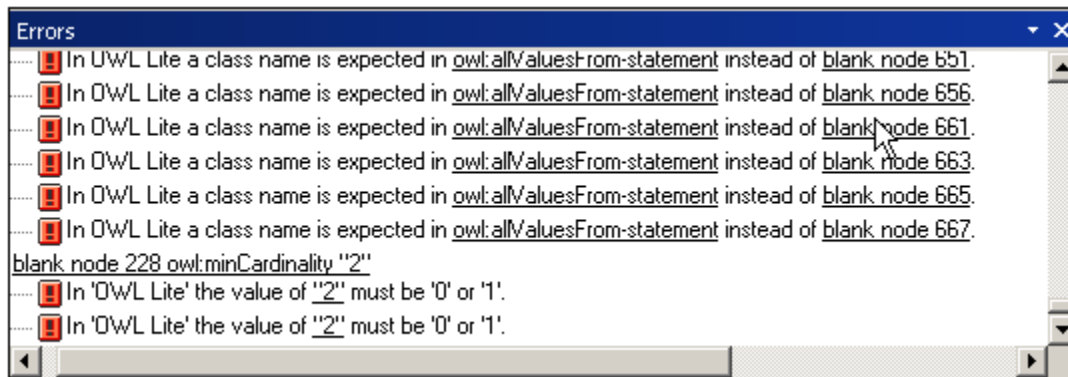 Errors
In OWL Lite a class name is expected in owl:allValuesFrom-statement instead of blank node 651.
In OWL Lite a class name is expected in owl:allValuesFrom-statement instead of blank node 656.
In OWL Lite a class name is expected in owl:allValuesFrom-statement instead of blank node 661.
In OWL Lite a class name is expected in owl:allValuesFrom-statement instead of blank node 663.
In OWL Lite a class name is expected in owl:allValuesFrom-statement instead of blank node 665.
In OWL Lite a class name is expected in owl:allValuesFrom-statement instead of blank node 667.
blank node 228 owl:minCardinality "2"
In 'OWL Lite' the value of "2" must be '0' or '1'.
In 'OWL Lite' the value of "2" must be '0' or '1'.